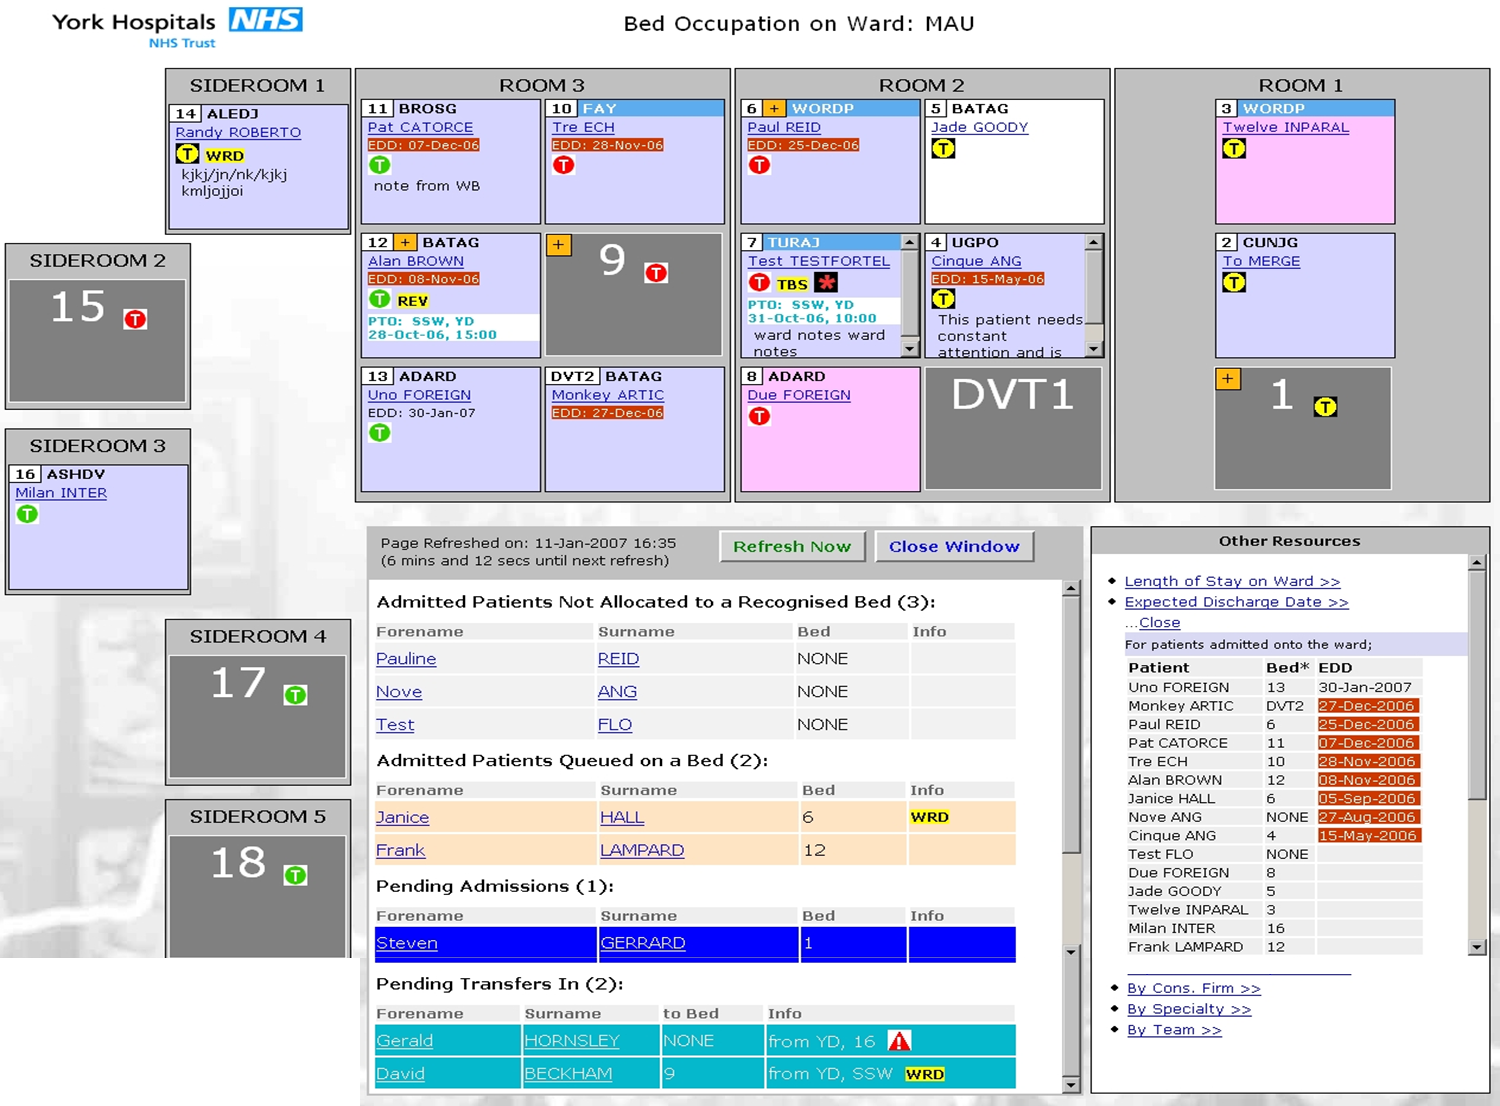 York Hospitals NHS
NHS Trust
Bed Occupation on Ward: MAU
SIDEROOM 1
14 ALEDJ
Randy ROBERTO
T WRD
kjkj/jn/nk/kjkj
kmljojjoi
SIDEROOM 2
15 T
SIDEROOM 3
16 ASHDV
Milan INTER
T
SIDEROOM 4
17 T
SIDEROOM 5
18 T
ROOM 3
11 BROSG
Pat CATORCE
EDD: 07-Dec-06
T
note from WB
10 FAY
Tre ECH
EDD: 28-Nov-06
T
12 + BATAG
Alan BROWN
EDD: 08-Nov-06
T REV
PTO: SSW, YD
28-Oct-06, 15:00
+ 9 T
13 ADARD
Uno FOREIGN
EDD: 30-Jan-07
T
DVT2 BATAG
Monkey ARTIC
EDD: 27-Dec-06
ROOM 2
6 + WORDP
Paul REID
EDD: 25-Dec-06
T
5 BATAG
Jade GOODY
T
7 TURAJ
Test TESTFORTEL
T TBS *
PTO: SSW, YD
31-Oct-06, 10:00
ward notes ward
notes
4 UGPO
Cinque ANG
EDD: 15-May-06
T
This patient needs
constant
attention and is
8 ADARD
Due FOREIGN
T
DVT1
ROOM 1
3 WORDP
Twelve INPARAL
T
2 CUNJG
To MERGE
T
+ 1 T
Page Refreshed on: 11-Jan-2007 16:35
(6 mins and 12 secs until next refresh)
Refresh Now
Close Window
Admitted Patients Not Allocated to a Recognised Bed (3):
Forename Surname Bed Info
Pauline REID NONE
Nove ANG NONE
Test FLO NONE
Admitted Patients Queued on a Bed (2):
Forename Surname Bed Info
Janice HALL 6 WRD
Frank LAMPARD 12
Pending Admissions (1):
Forename Surname Bed Info
Steven GERRARD 1
Pending Transfers In (2):
Forename Surname to Bed Info
Gerald HORNSLEY NONE from YD, 16 !
David BECKHAM 9 from YD, SSW WRD
Other Resources
Length of Stay on Ward >>
Expected Discharge Date >>
...Close
For patients admitted onto the ward;
Patient Bed* EDD
Uno FOREIGN 13 30-Jan-2007
Monkey ARTIC DVT2 27-Dec-2006
Paul REID 6 25-Dec-2006
Pat CATORCE 11 07-Dec-2006
Tre ECH 10 28-Nov-2006
Alan BROWN 12 08-Nov-2006
Janice HALL 6 05-Sep-2006
Nove ANG NONE 27-Aug-2006
Cinque ANG 4 15-May-2006
Test FLO NONE
Due FOREIGN 8
Jade GOODY 5
Twelve INPARAL 3
Milan INTER 16
Frank LAMPARD 12
By Cons. Firm >>
By Specialty >>
By Team >>